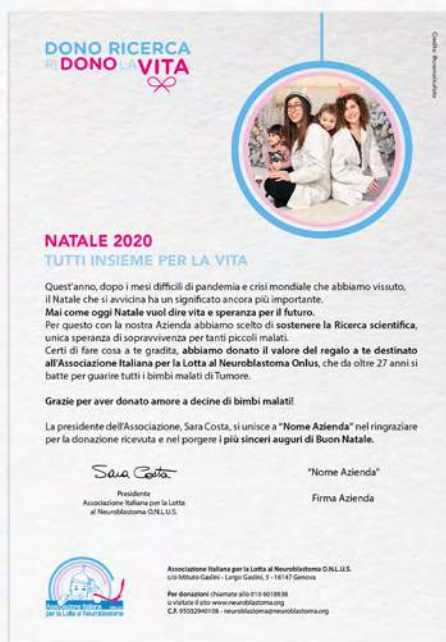 DONO RICERCA
RI DONO LA VITA
NATALE 2020
TUTTI INSIEME PER LA VITA
Quest'anno, dopo i mesi difficili di pandemia e crisi mondiale che abbiamo vissuto,
il Natale che si avvicina ha un significato ancora più importante.
Mai come oggi Natale vuol dire vita e speranza per il futuro.
Per questo con la nostra Azienda abbiamo scelto di sostenere la Ricerca scientifica,
unica speranza di sopravvivenza per tanti piccoli malati.
Certi di fare cosa a te gradita, abbiamo donato il valore del regalo a te destinato
all'Associazione Italiana per la Lotta al Neuroblastoma Onlus, che da oltre 27 anni si
batte per guarire tutti i bimbi malati di Tumore.
Grazie per aver donato amore a decine di bimbi malati!
La presidente dell'Associazione, Sara Costa, si unisce a "Nome Azienda" nel ringraziare
per la donazione ricevuta e nel porgere i più sinceri auguri di Buon Natale.
Sara Costa
Presidente
Associazione Italiana per la Lotta
al Neuroblastoma O.N.L.U.S.
"Nome Azienda"
Firma Azienda
Associazione Italiana
per la Lotta al Neuroblastoma
Associazione Italiana per la Lotta al Neuroblastoma O.N.L.U.S.
c/o Istituto Gaslini - Largo Gaslini, 5 - 16147 Genova
Per donazioni chiamate allo 010 6018938
o visitate il sito www.neuroblastoma.org
C.F. 95032940108 - neuroblastoma@neuroblastoma.org